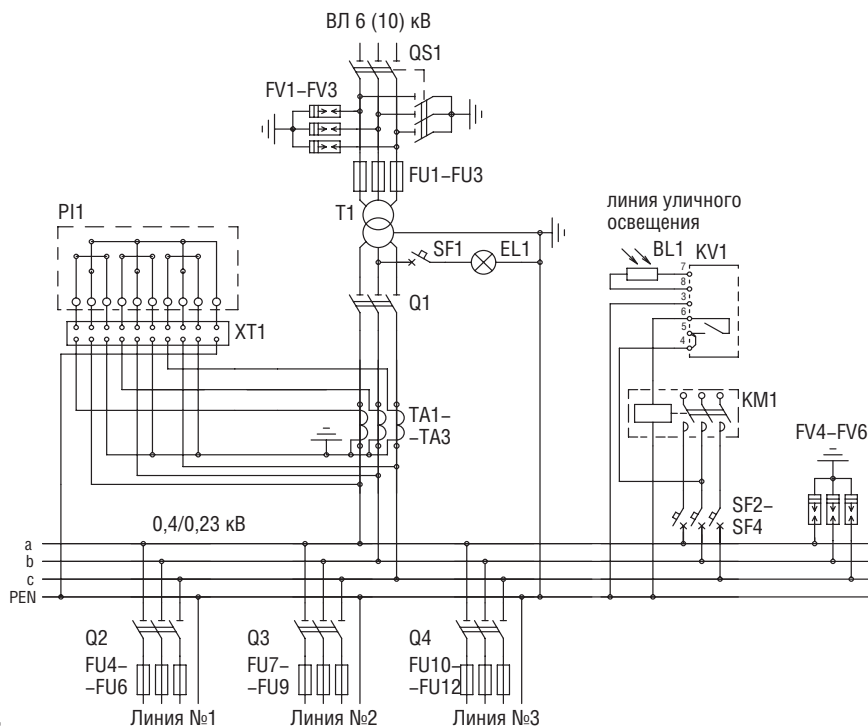 ВЛ 6 (10) кВ
QS1
FV1–FV3
FU1–FU3
PI1
T1
SF1
EL1
линия уличного
освещения
BL1
KV1
7
8
3
6
5
4
Q1
XT1
TA1–
–TA3
KM1
FV4–FV6
SF2–
SF4
0,4/0,23 кВ
a
b
c
PEN
Q2
FU4–
–FU6
Q3
FU7–
–FU9
Q4
FU10–
–FU12
Линия №1
Линия №2
Линия №3